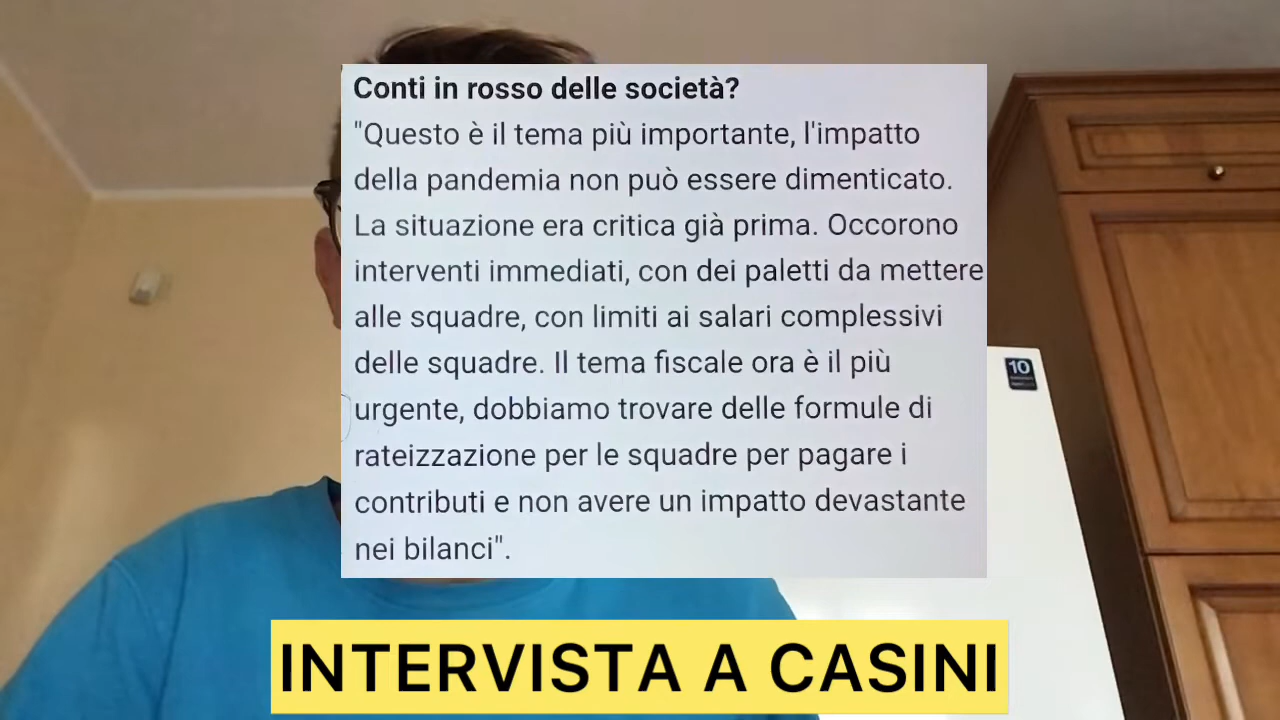 Conti in rosso delle società?
"Questo è il tema più importante, l'impatto
della pandemia non può essere dimenticato.
La situazione era critica già prima. Occorono
interventi immediati, con dei paletti da mettere
alle squadre, con limiti ai salari complessivi
delle squadre. Il tema fiscale ora è il più
urgente, dobbiamo trovare delle formule di
rateizzazione per le squadre per pagare i
contributi e non avere un impatto devastante
nei bilanci".
10
INTERVISTA A CASINI